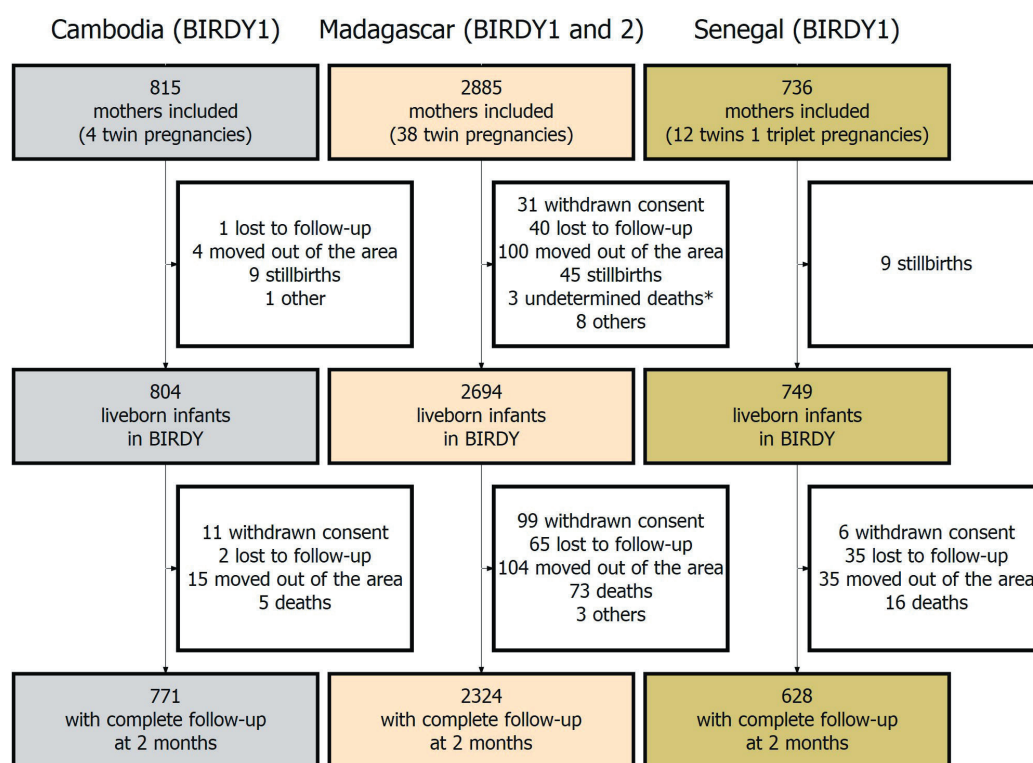 Cambodia (BIRDY1)
Madagascar (BIRDY1 and 2)
Senegal (BIRDY1)
815
mothers included
(4 twin pregnancies)
2885
mothers included
(38 twin pregnancies)
736
mothers included
(12 twins 1 triplet pregnancies)
1 lost to follow-up
4 moved out of the area
9 stillbirths
1 other
31 withdrawn consent
40 lost to follow-up
100 moved out of the area
45 stillbirths
3 undetermined deaths*
8 others
9 stillbirths
804
liveborn infants
in BIRDY
2694
liveborn infants
in BIRDY
749
liveborn infants
in BIRDY
11 withdrawn consent
2 lost to follow-up
15 moved out of the area
5 deaths
99 withdrawn consent
65 lost to follow-up
104 moved out of the area
73 deaths
3 others
6 withdrawn consent
35 lost to follow-up
35 moved out of the area
16 deaths
771
with complete follow-up
at 2 months
2324
with complete follow-up
at 2 months
628
with complete follow-up
at 2 months